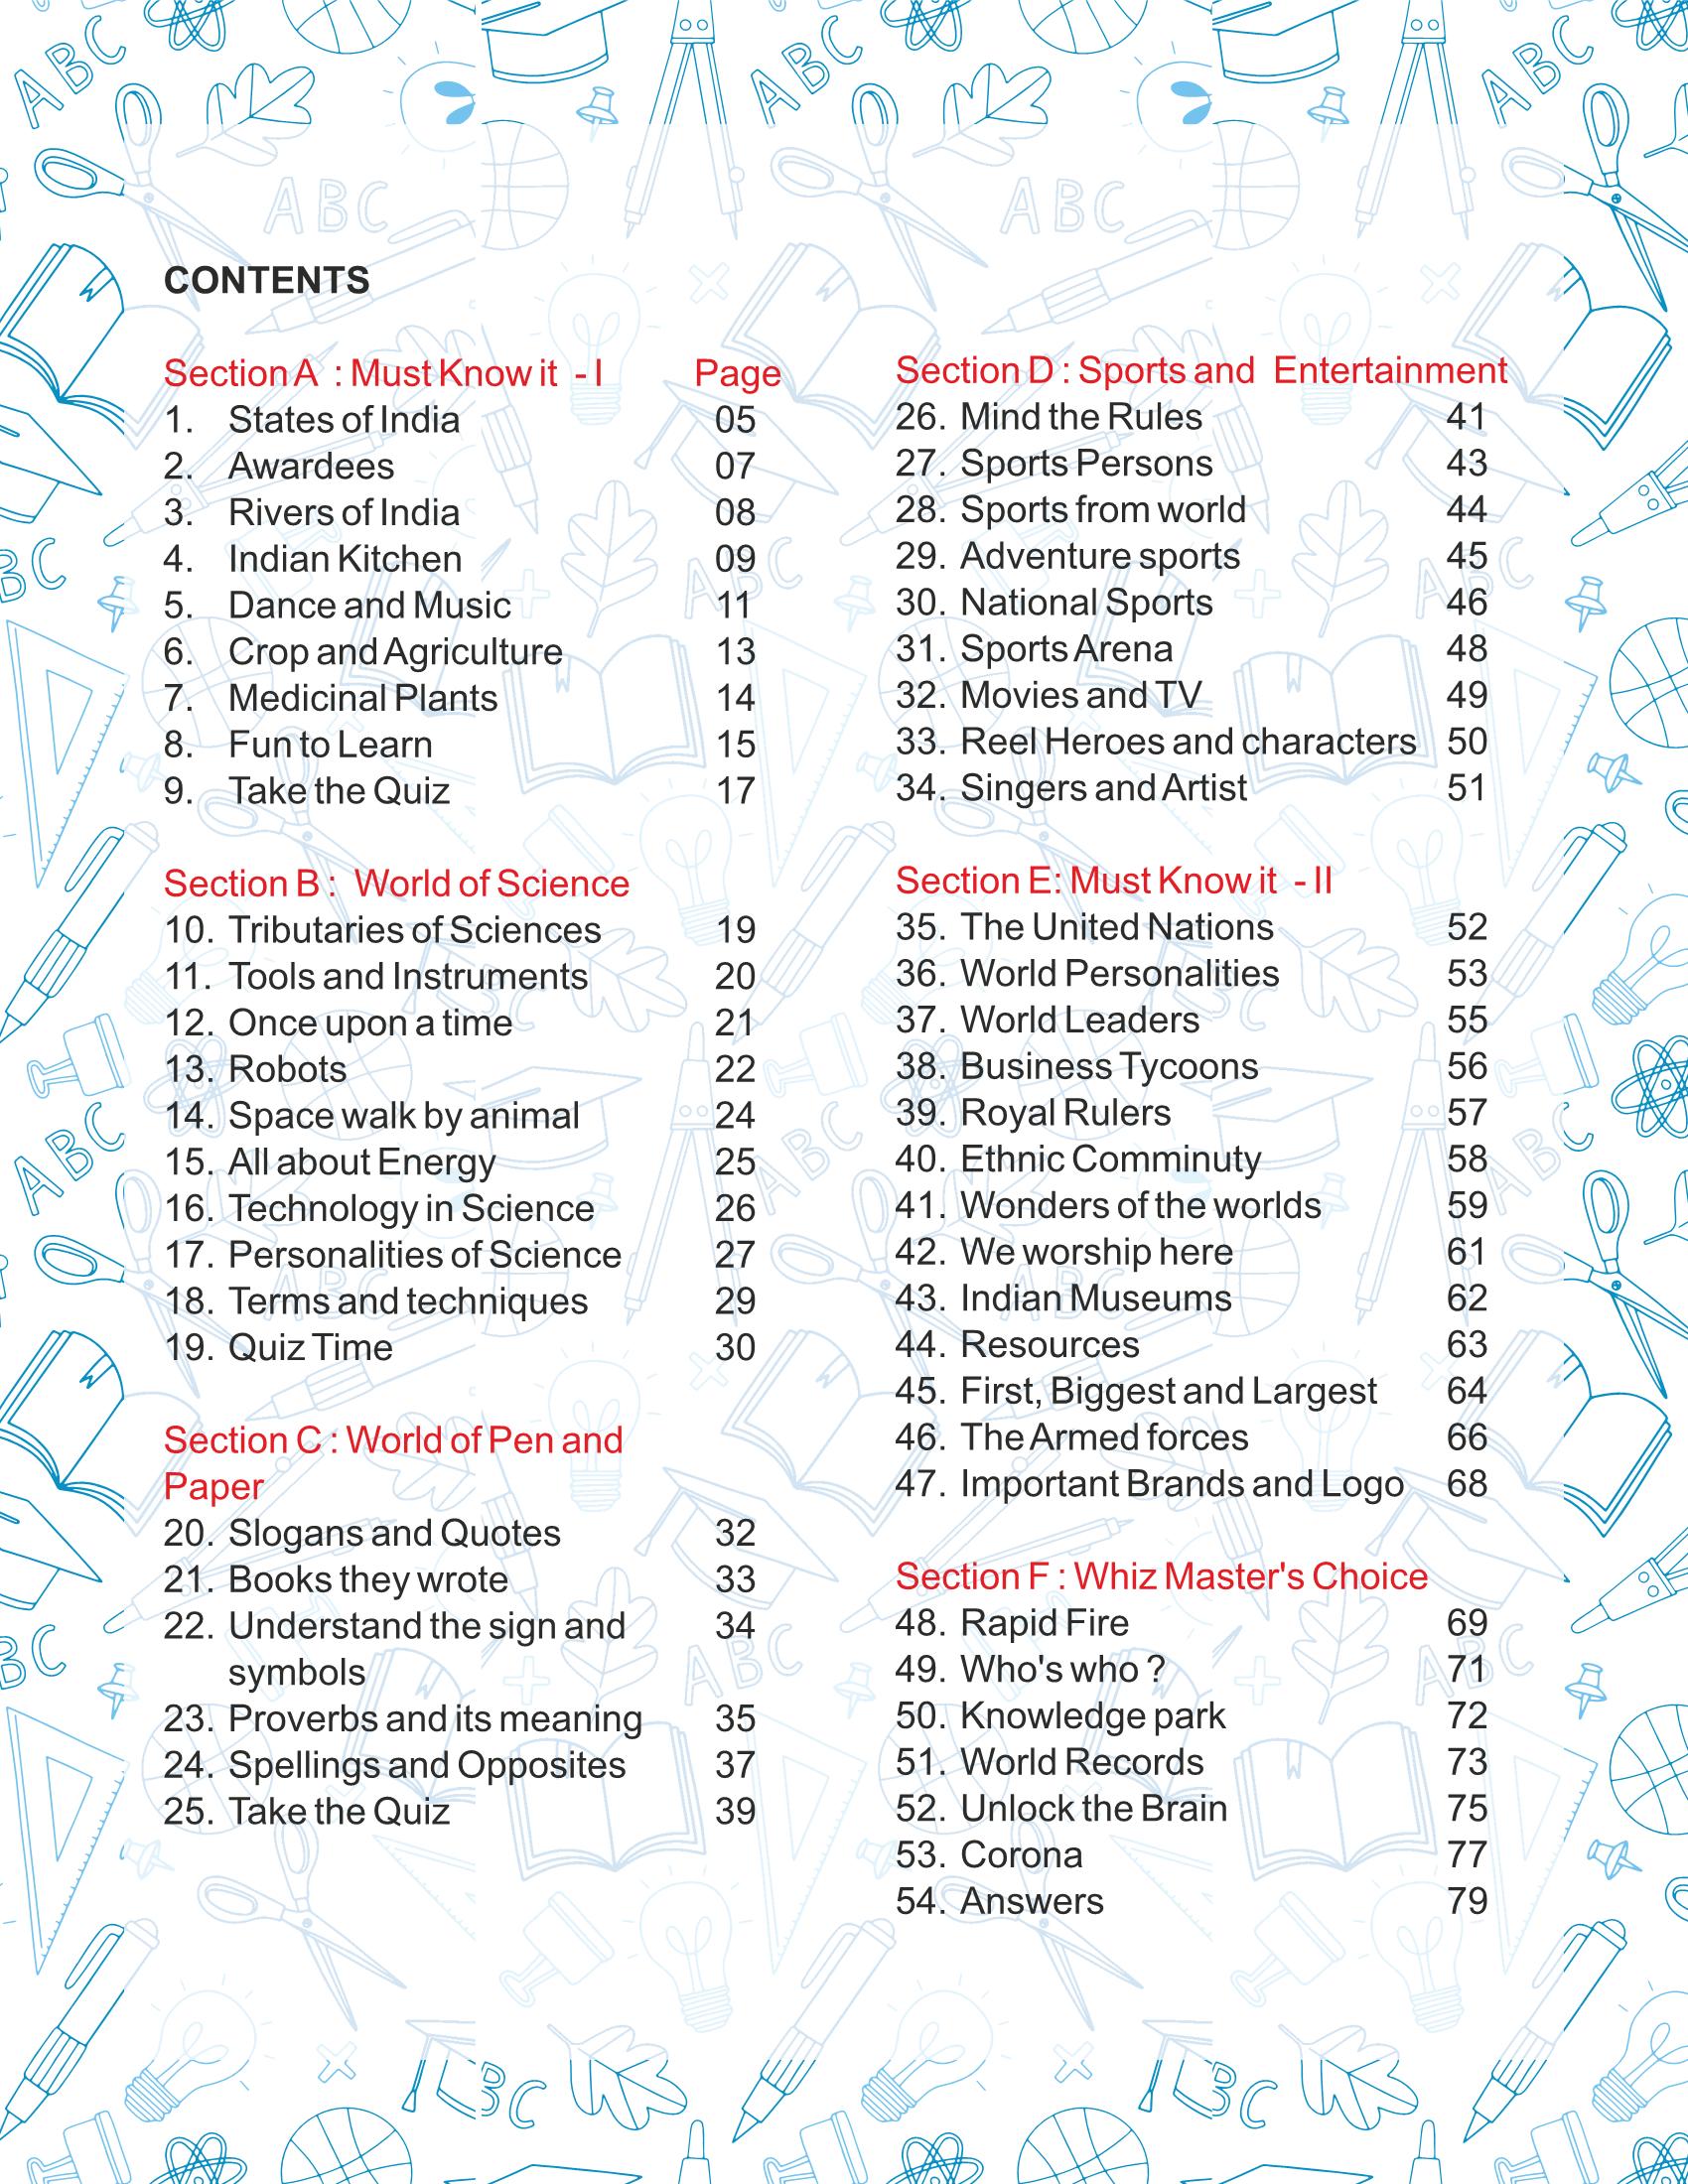 CONTENTS
Section A : Must Know it - I Page
1. States of India 05
2. Awardees 07
3. Rivers of India 08
4. Indian Kitchen 09
5. Dance and Music 11
6. Crop and Agriculture 13
7. Medicinal Plants 14
8. Fun to Learn 15
9. Take the Quiz 17
Section B : World of Science
10. Tributaries of Sciences 19
11. Tools and Instruments 20
12. Once upon a time 21
13. Robots 22
14. Space walk by animal 24
15. All about Energy 25
16. Technology in Science 26
17. Personalities of Science 27
18. Terms and techniques 29
19. Quiz Time 30
Section C : World of Pen and
Paper
20. Slogans and Quotes 32
21. Books they wrote 33
22. Understand the sign and 34
symbols
23. Proverbs and its meaning 35
24. Spellings and Opposites 37
25. Take the Quiz 39
Section D : Sports and Entertainment
26. Mind the Rules 41
27. Sports Persons 43
28. Sports from world 44
29. Adventure sports 45
30. National Sports 46
31. Sports Arena 48
32. Movies and TV 49
33. Reel Heroes and characters 50
34. Singers and Artist 51
Section E: Must Know it - II
35. The United Nations 52
36. World Personalities 53
37. World Leaders 55
38. Business Tycoons 56
39. Royal Rulers 57
40. Ethnic Comminuty 58
41. Wonders of the worlds 59
42. We worship here 61
43. Indian Museums 62
44. Resources 63
45. First, Biggest and Largest 64
46. The Armed forces 66
47. Important Brands and Logo 68
Section F : Whiz Master's Choice
48. Rapid Fire 69
49. Who's who ? 71
50. Knowledge park 72
51. World Records 73
52. Unlock the Brain 75
53. Corona 77
54. Answers 79